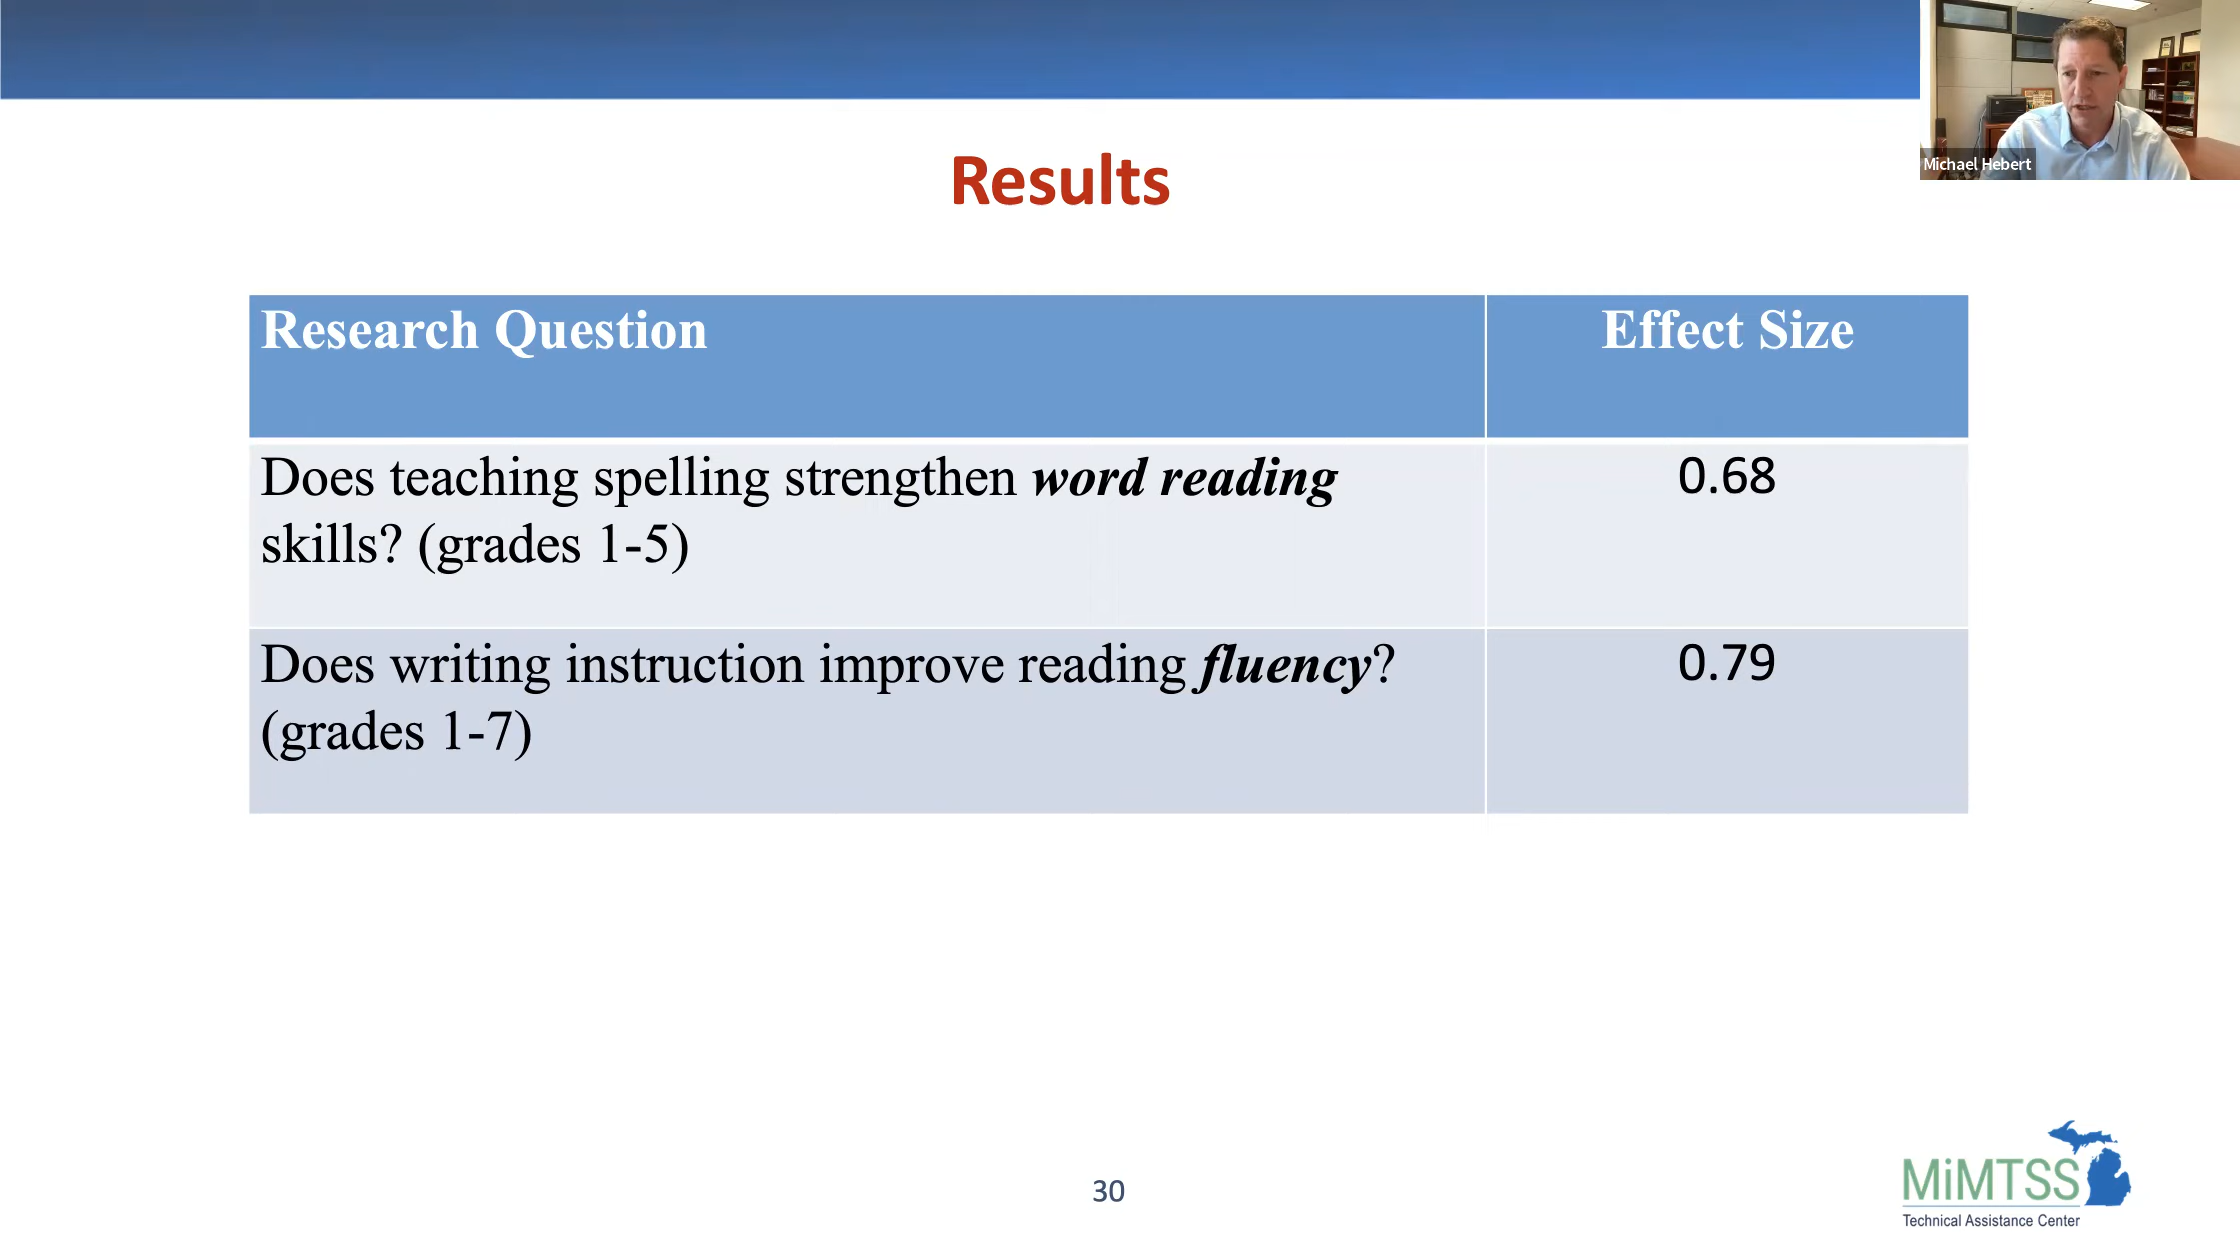 Michael Hebert
Results
Research Question
Effect Size
Does teaching spelling strengthen word reading
skills? (grades 1-5)
0.68
Does writing instruction improve reading fluency?
(grades 1-7)
0.79
30
MiMTSS
Technical Assistance Center